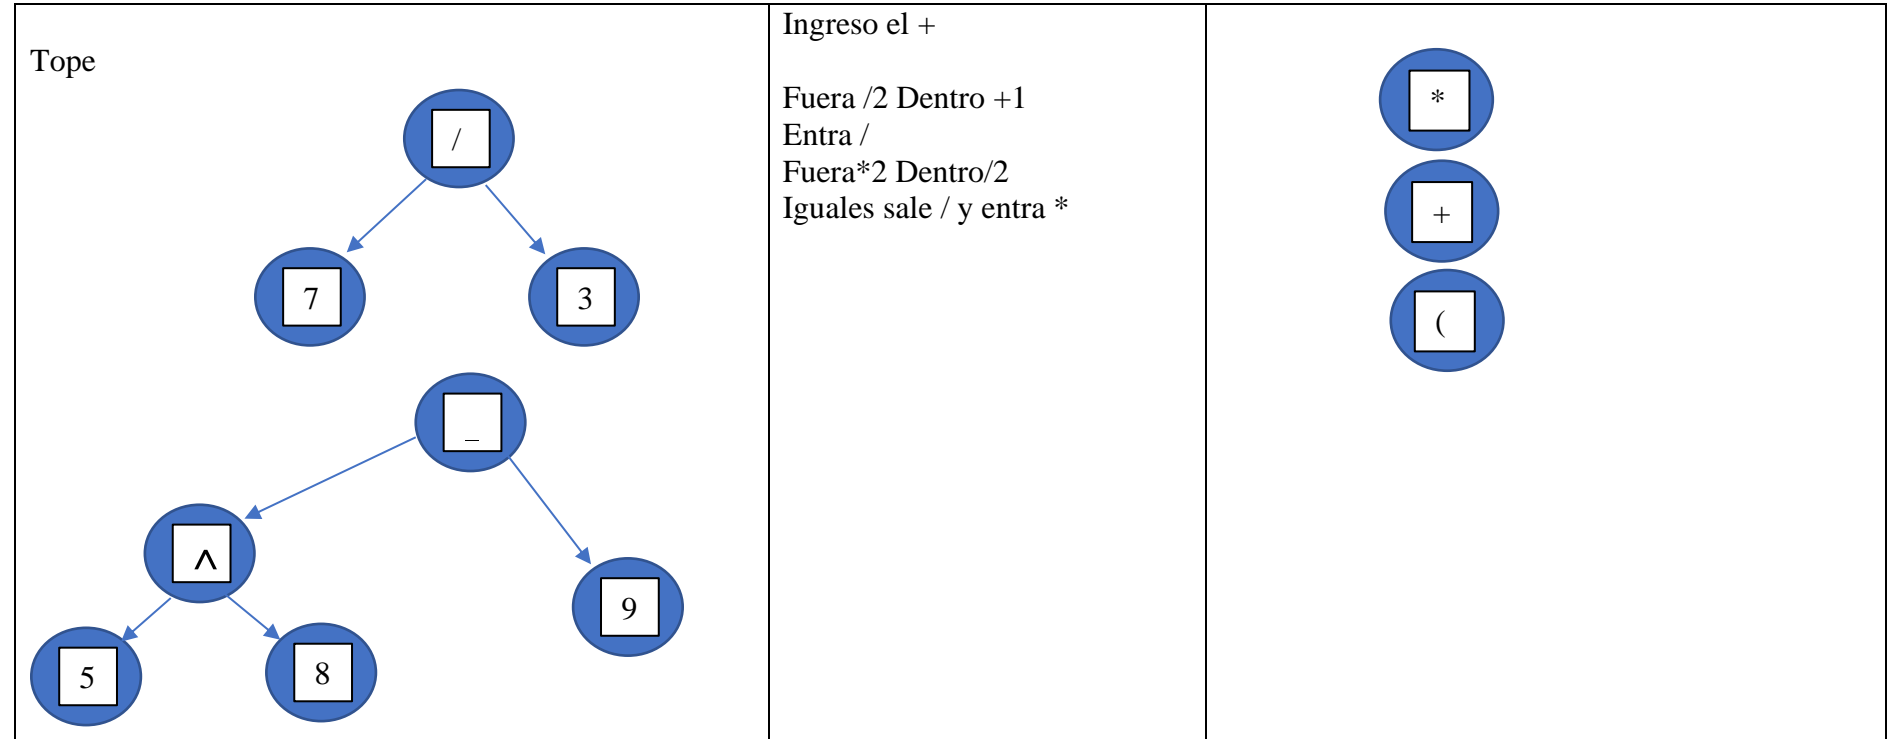 Tope
/
7
3
_
^
9
5
8
Ingreso el +
Fuera /2 Dentro +1
Entra /
Fuera*2 Dentro/2
Iguales sale / y entra *
*
+
(